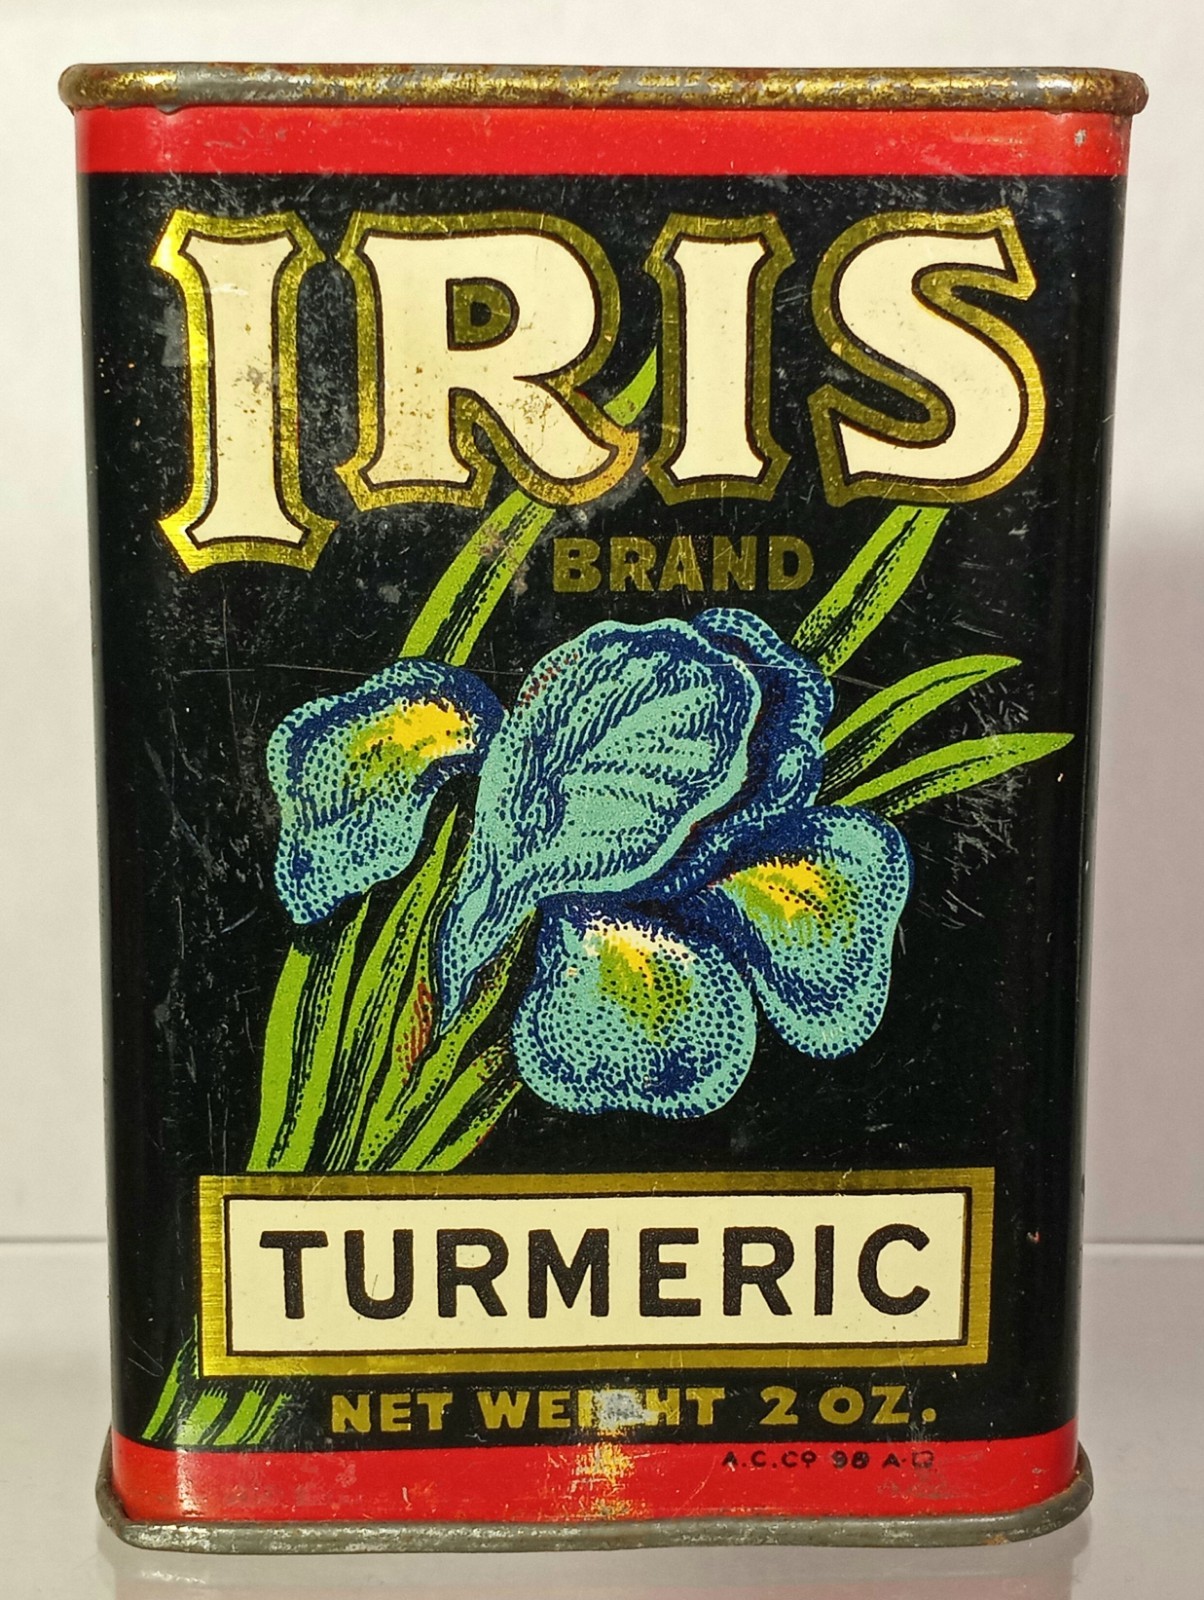 IRIS
BRAND
TURMERIC
NET WEIGHT 2 OZ.
A.C.Co 98 A